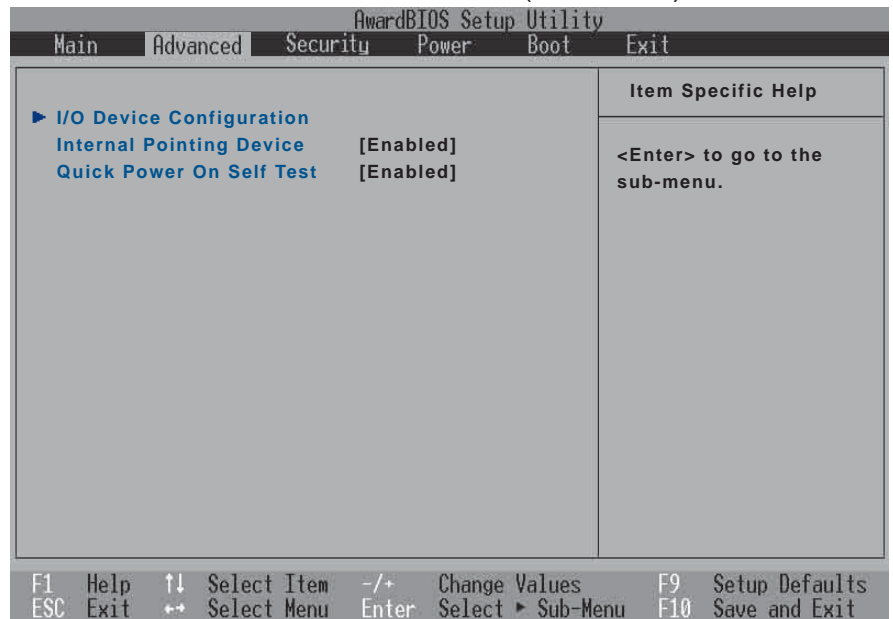 AwardBIOS Setup Utility
Main Advanced Security Power Boot Exit
Item Specific Help
I/O Device Configuration
Internal Pointing Device [Enabled]
Quick Power On Self Test [Enabled]
<Enter> to go to the
sub-menu.
F1 Help ↑↓ Select Item -/+ Change Values F9 Setup Defaults
ESC Exit ←→ Select Menu Enter Select ▶ Sub-Menu F10 Save and Exit